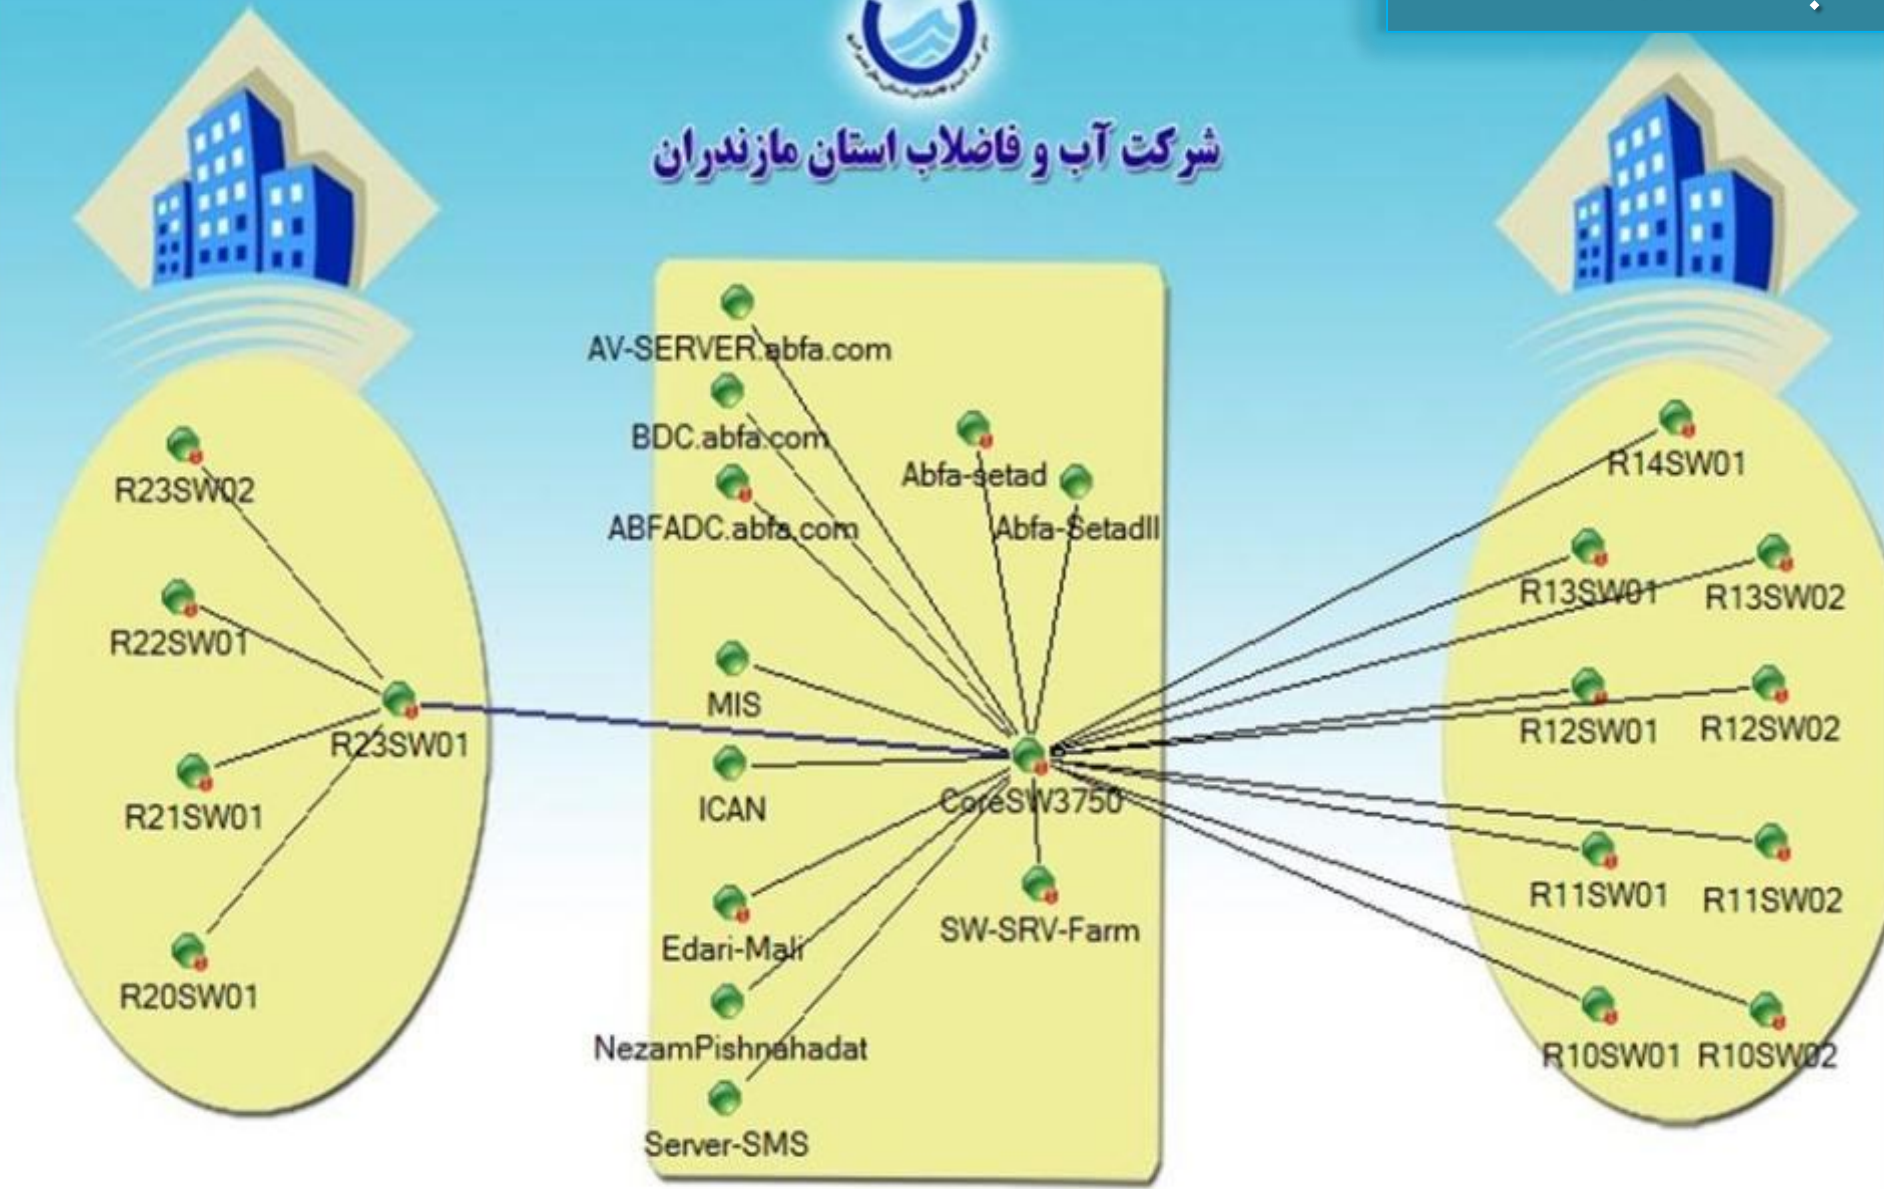 شرکت آب و فاضلاب استان مازندران
AV-SERVER.abfa.com
BDC.abfa.com
Abfa-setad
ABFADC.abfa.com
Abfa-SetadII
MIS
ICAN
CoreSW3750
Edari-Mali
SW-SRV-Farm
NezamPishnahadat
Server-SMS
R23SW02
R22SW01
R23SW01
R21SW01
R20SW01
R14SW01
R13SW01
R13SW02
R12SW01
R12SW02
R11SW01
R11SW02
R10SW01
R10SW02